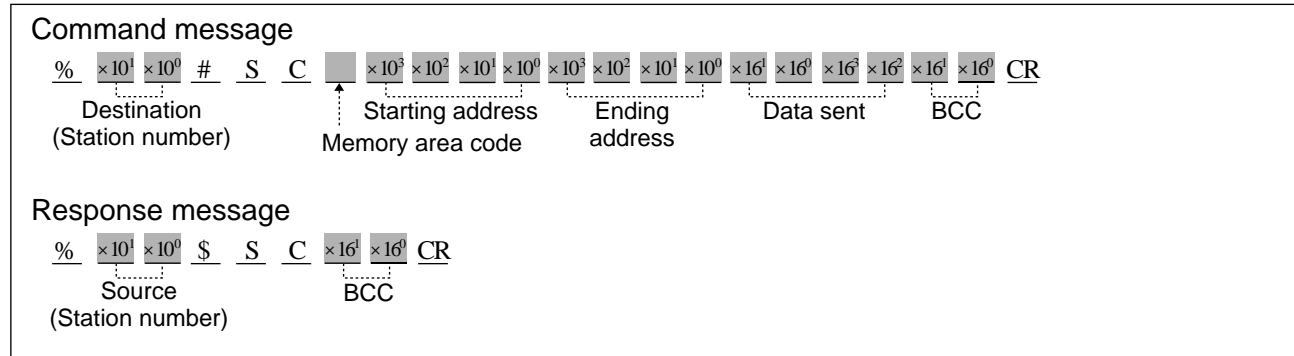 Command message
% ×10¹ ×10⁰ # S C ×10³ ×10² ×10¹ ×10⁰ ×10³ ×10² ×10¹ ×10⁰ ×16¹ ×16⁰ ×16³ ×16² ×16¹ ×16⁰ CR
Destination Starting address Ending Data sent BCC
(Station number) Memory area code address
Response message
% ×10¹ ×10⁰ $ S C ×16¹ ×16⁰ CR
Source BCC
(Station number)